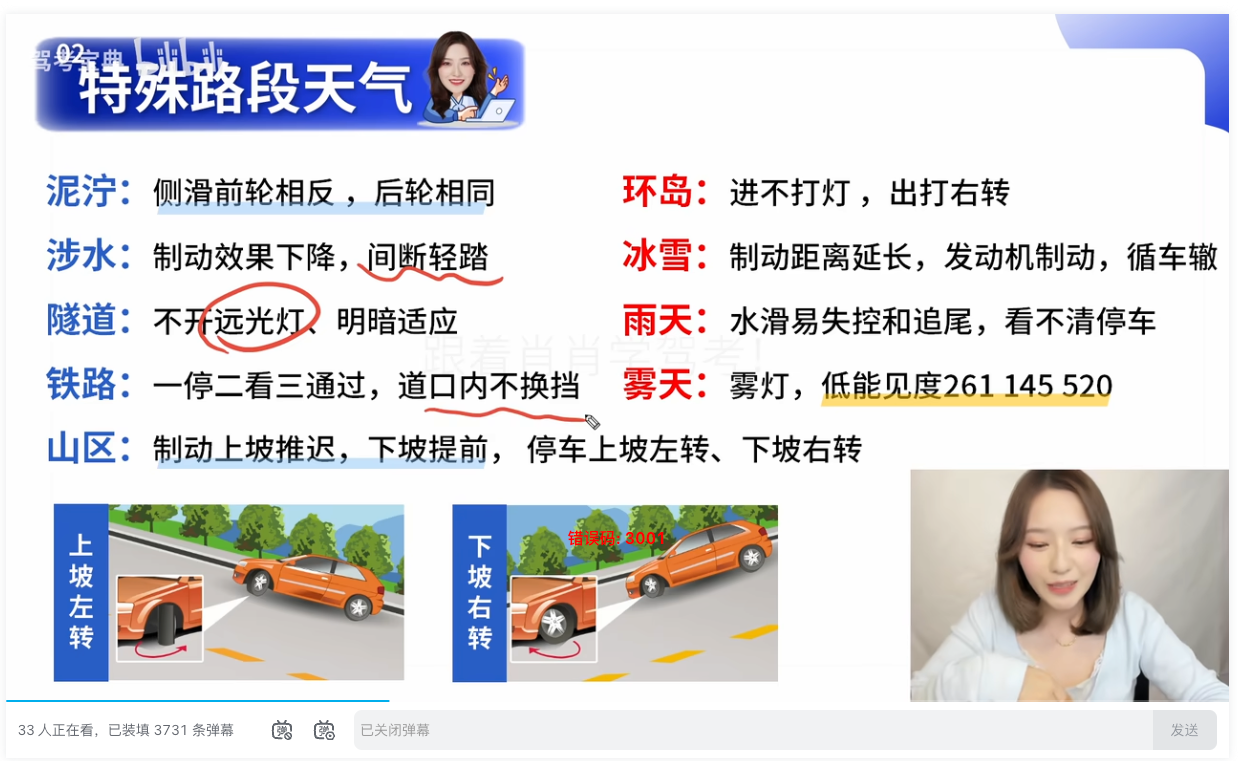 驾考宝典 bilibili
02
特殊路段天气
泥泞：侧滑前轮相反，后轮相同
涉水：制动效果下降，间断轻踏
隧道：不开远光灯、明暗适应
铁路：一停二看三通过，道口内不换挡
山区：制动上坡推迟，下坡提前，停车上坡左转、下坡右转
环岛：进不打灯，出打右转
冰雪：制动距离延长，发动机制动，循车辙
雨天：水滑易失控和追尾，看不清停车
雾天：雾灯，低能见度261 145 520
跟着肖肖学驾考！
上坡左转
下坡右转
错误码: 3001
33 人正在看，已装填 3731 条弹幕
弹
弹
已关闭弹幕
发送